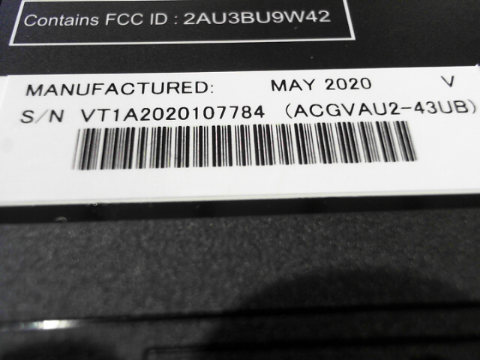 Contains FCC ID : 2AU3BU9W42
MANUFACTURED: MAY 2020 V
S/N VT1A2020107784 (ACGVAU2-43UB)